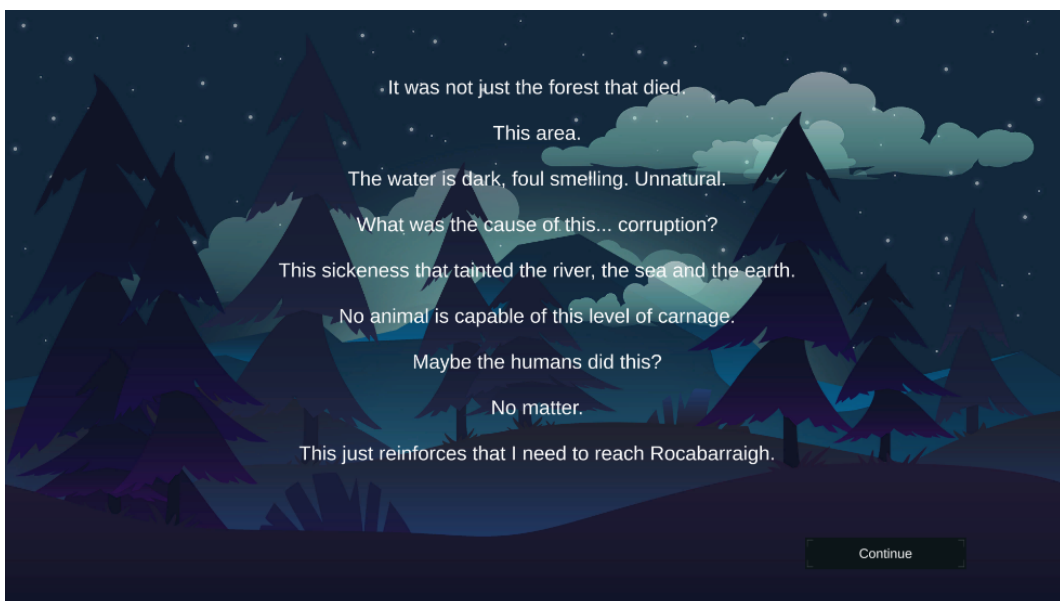 It was not just the forest that died.
This area.
The water is dark, foul smelling. Unnatural.
What was the cause of this... corruption?
This sickeness that tainted the river, the sea and the earth.
No animal is capable of this level of carnage.
Maybe the humans did this?
No matter.
This just reinforces that I need to reach Rocabarraigh.
Continue